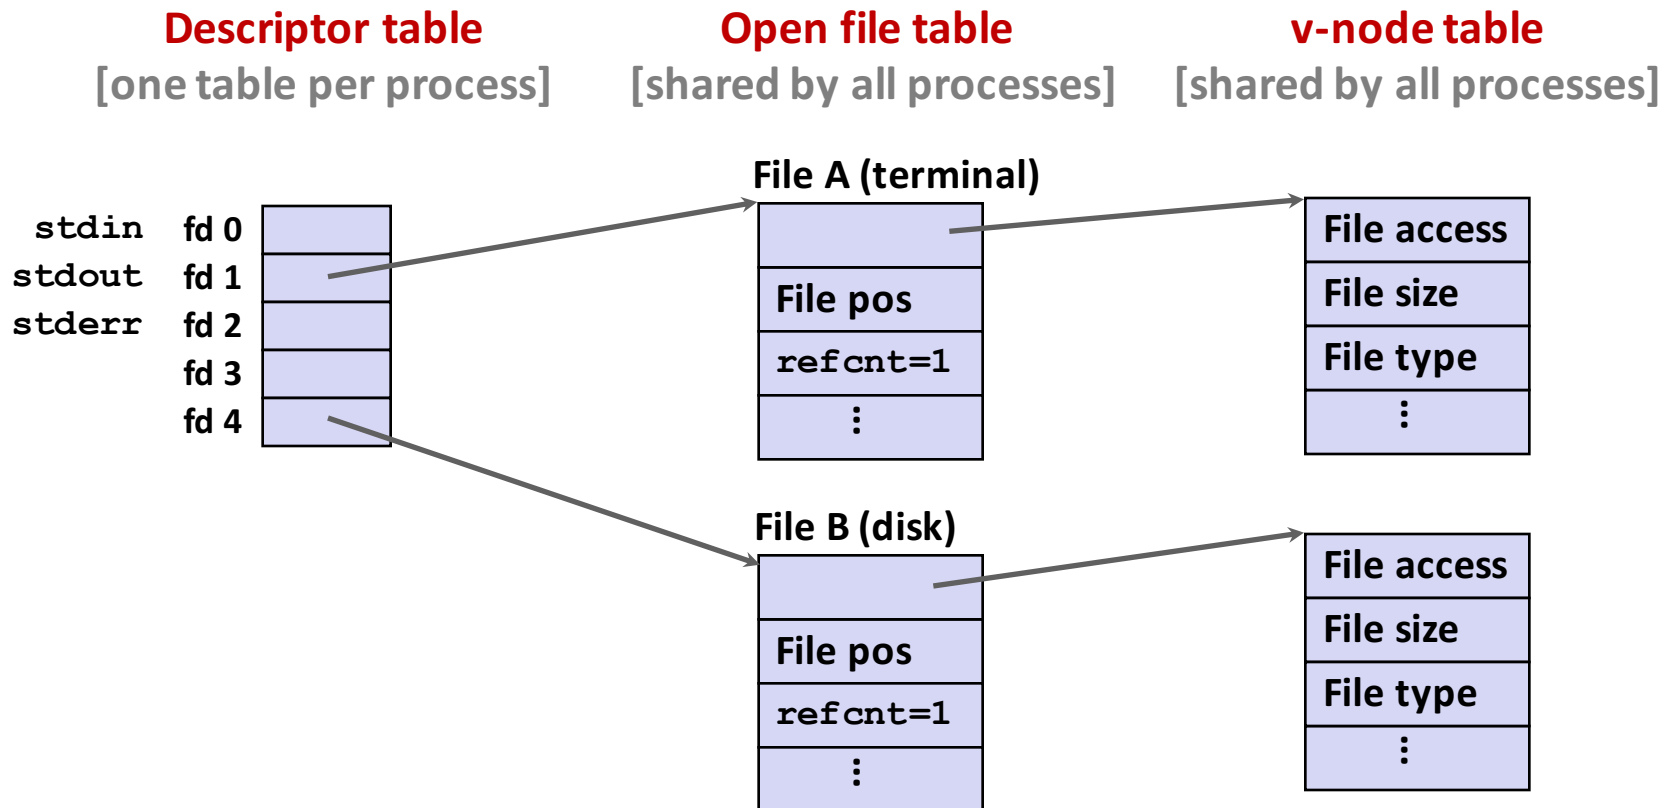 Descriptor table
[one table per process]
Open file table
[shared by all processes]
v-node table
[shared by all processes]
stdin fd 0
stdout fd 1
stderr fd 2
fd 3
fd 4
File A (terminal)
File pos
refcnt=1
⋮
File access
File size
File type
⋮
File B (disk)
File pos
refcnt=1
⋮
File access
File size
File type
⋮